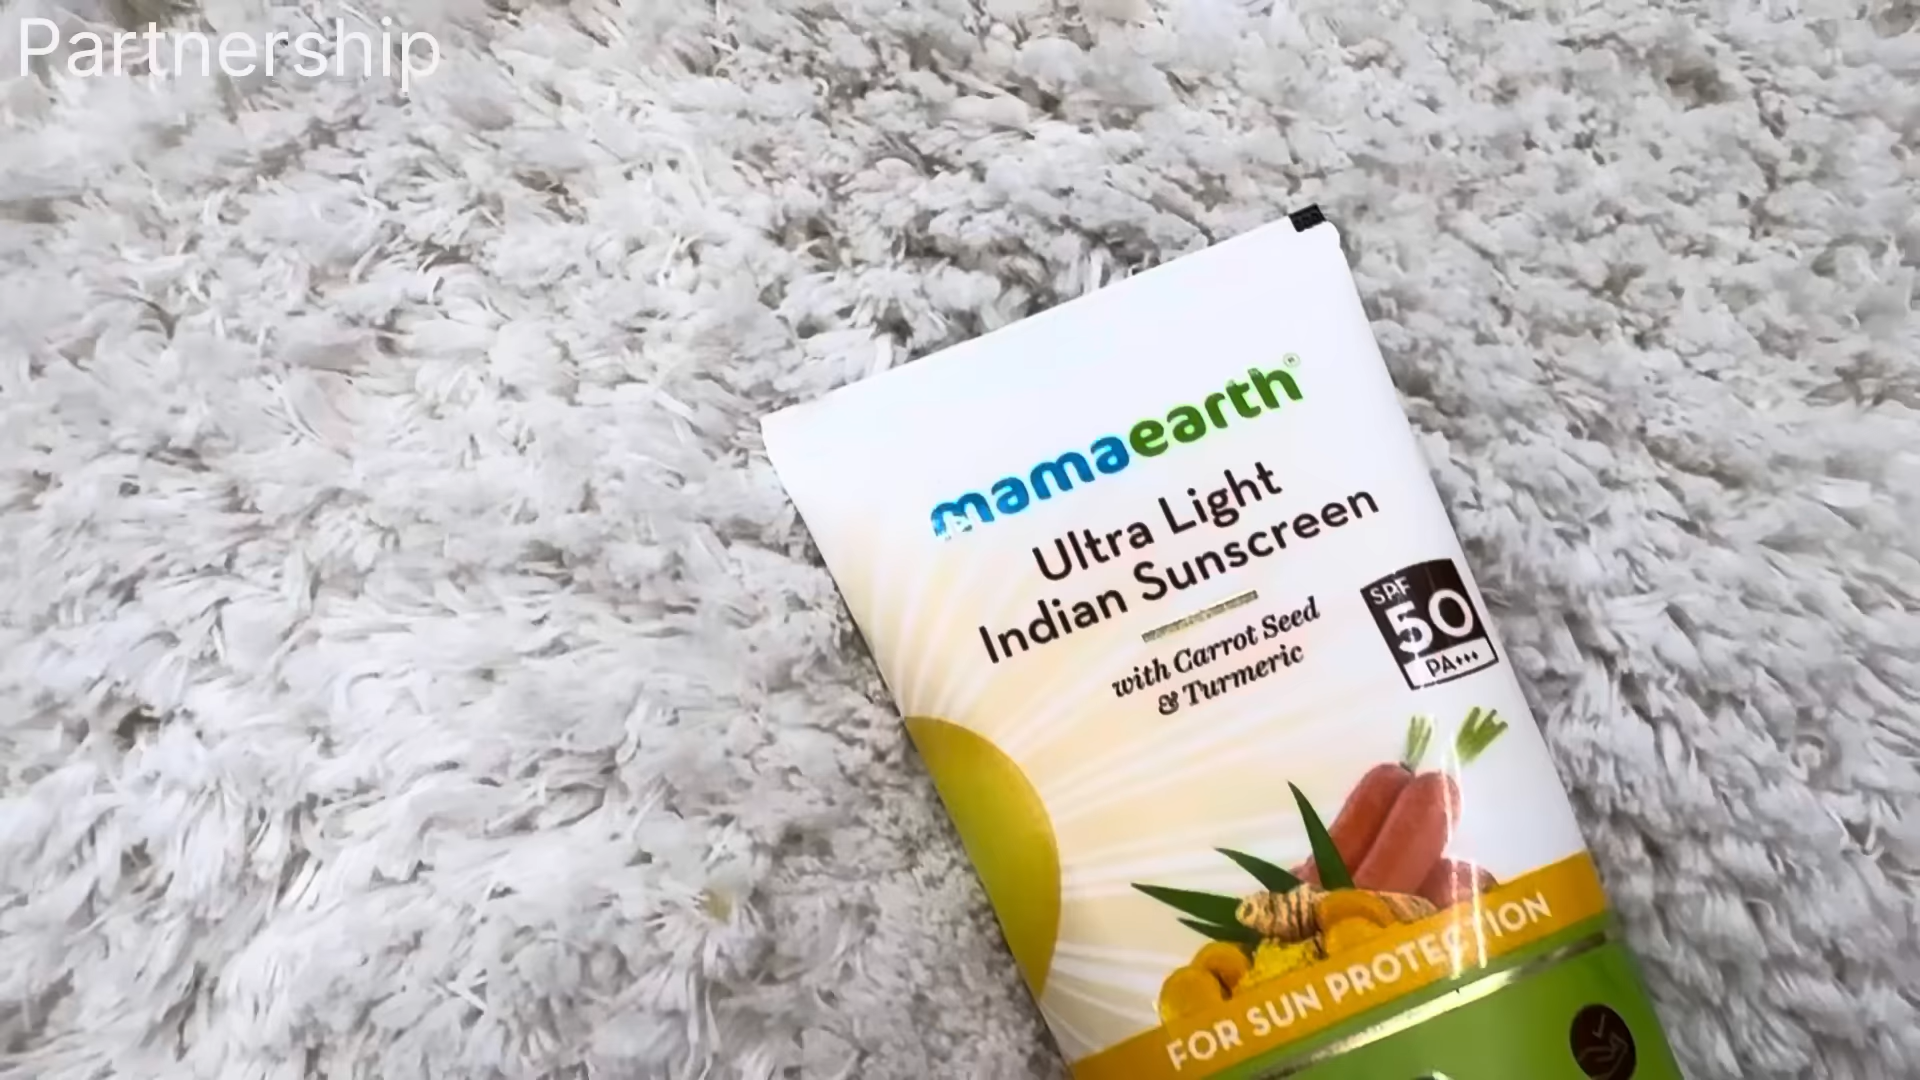 Partnership
mamaearth®
Ultra Light
Indian Sunscreen
with Carrot Seed
& Turmeric
SPF
50
PA+++
FOR SUN PROTECTION